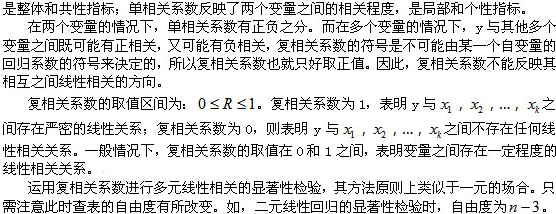 是整体和共性指标；单相关系数反映了两个变量之间的相关程度，是局部和个性指标。
在两个变量的情况下，单相关系数有正负之分。而在多个变量的情况下，y与其他多个
变量之间既可能有正相关，又可能有负相关，复相关系数的符号是不可能由某一个自变量的
回归系数的符号来决定的，所以复相关系数也就只好取正值。因此，复相关系数不能反映其
相互之间线性相关的方向。
复相关系数的取值区间为：0≤R≤1。复相关系数为1，表明y与x₁，x₂，…，xₖ之
间存在严密的线性关系；复相关系数为0，则表明y与x₁，x₂，…，xₖ之间不存在任何线
性相关关系。一般情况下，复相关系数的取值在0和1之间，表明变量之间存在一定程度的
线性相关关系。
运用复相关系数进行多元线性相关的显著性检验，其方法原则上类似于一元的场合。只
需注意此时查表的自由度有所改变。如，二元线性回归的显著性检验时，自由度为n−3。